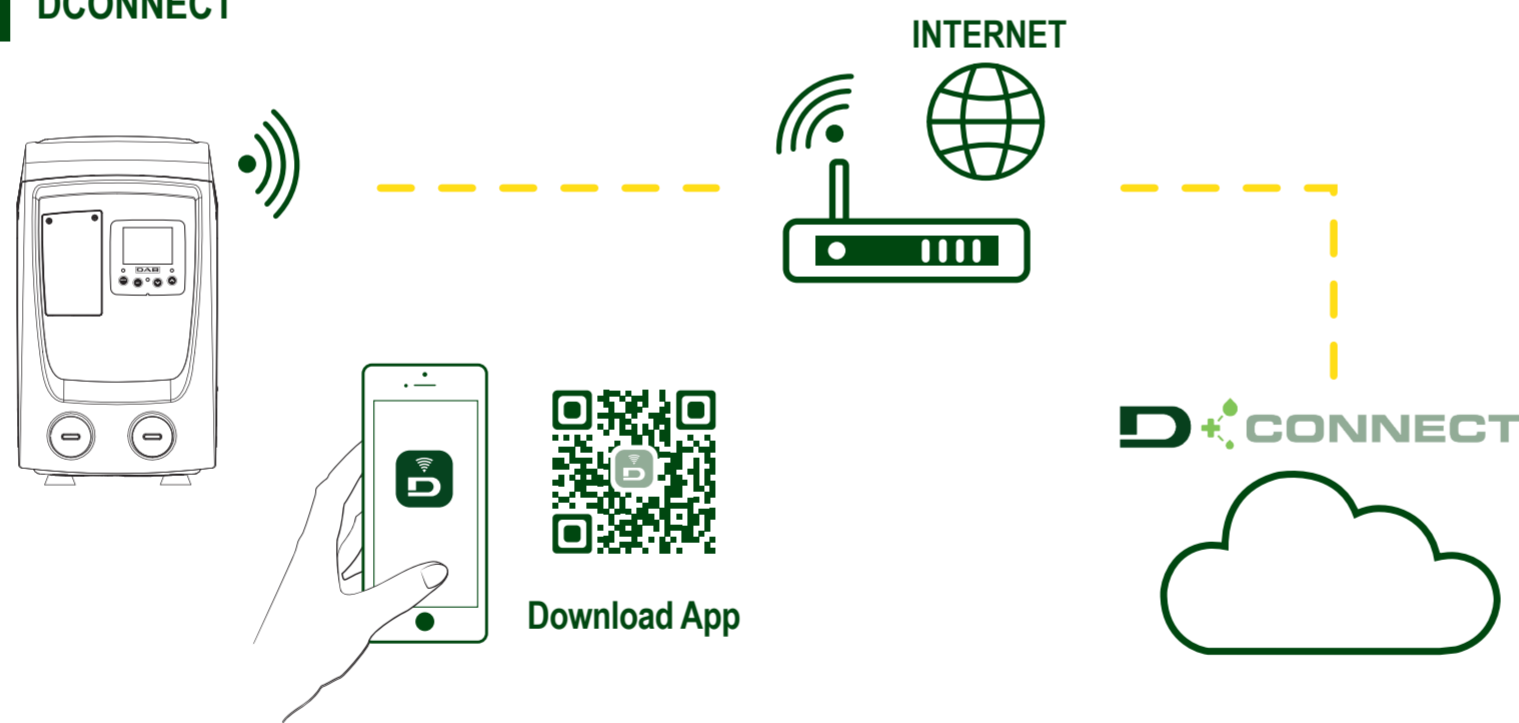 DCONNECT
INTERNET
DAB
D+CONNECT
D
D
Download App